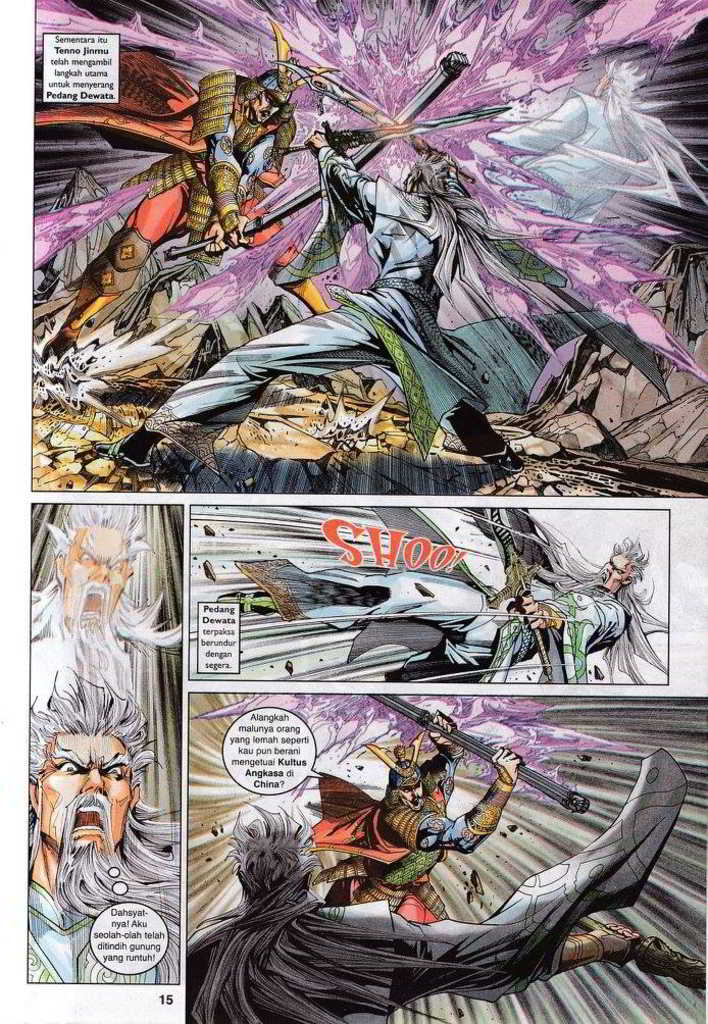 Sementara itu
Tenno Jinmu
telah mengambil
langkah utama
untuk menyerang
Pedang Dewata.
SHOO!
Pedang
Dewata
terpaksa
berundur
dengan
segera.
Dahsyat-
nya! Aku
seolah-olah telah
ditindih gunung
yang runtuh!
Alangkah
malunya orang
yang lemah seperti
kau pun berani
mengetuai Kultus
Angkasa di
China?
15